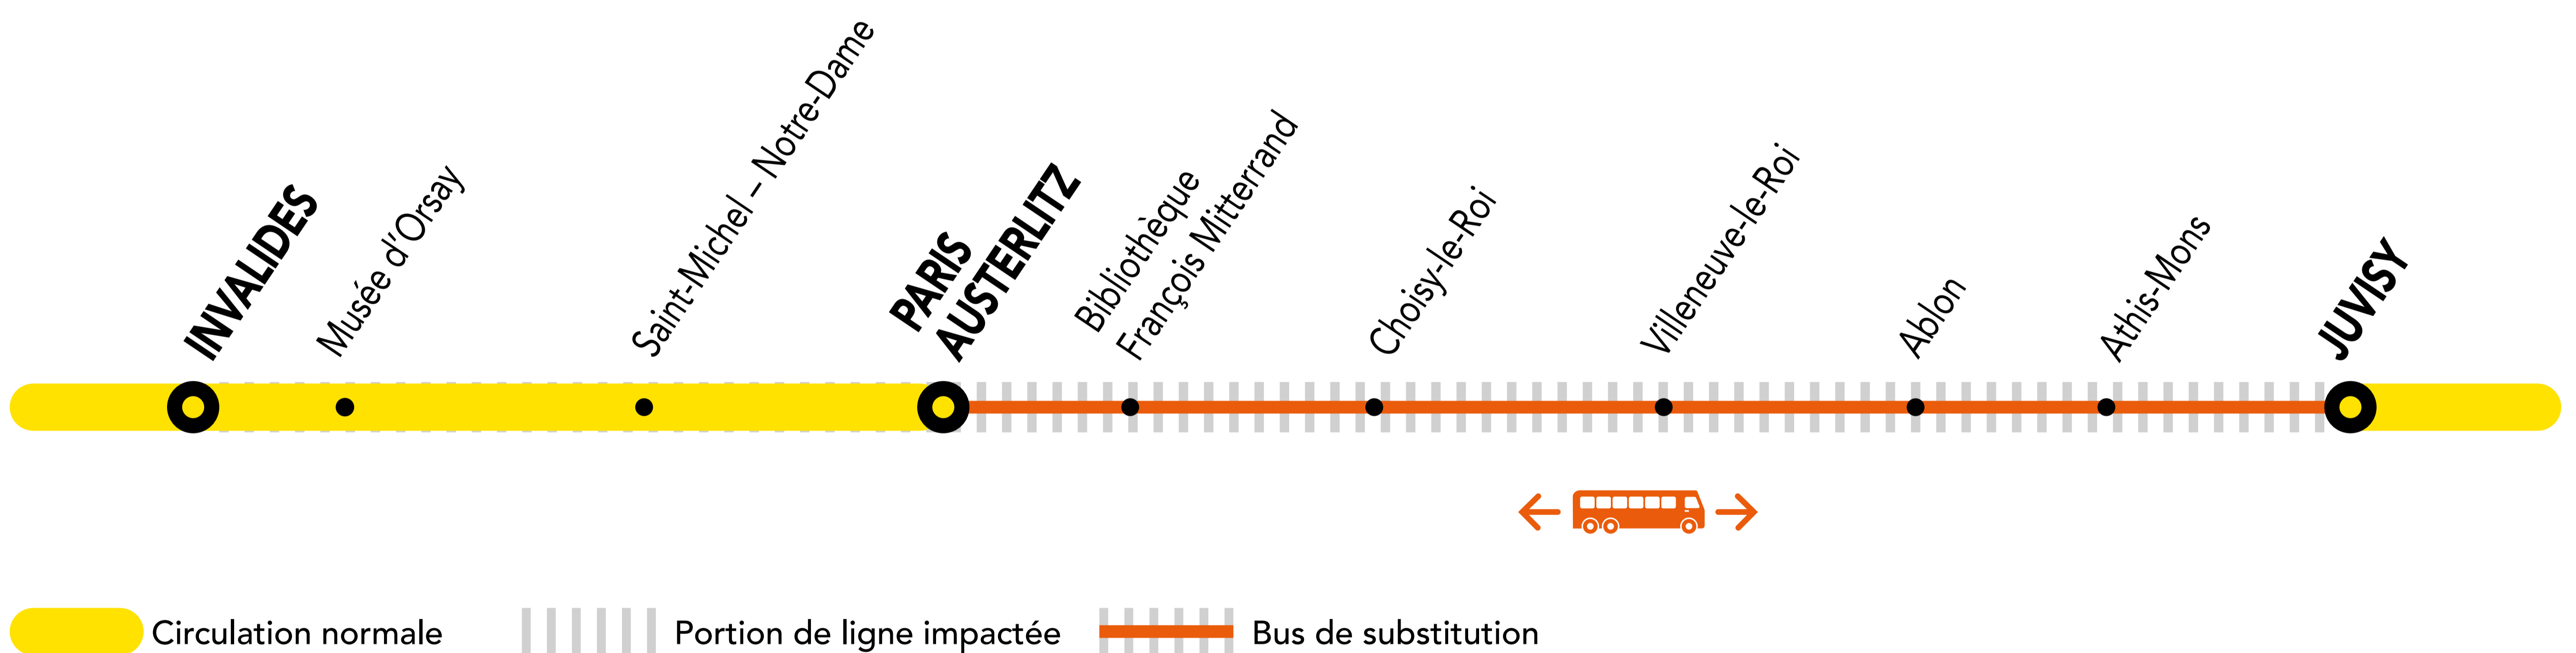 INVALIDES
Musée d'Orsay
Saint-Michel – Notre-Dame
PARIS
AUSTERLITZ
Bibliothèque
François Mitterrand
Choisy-le-Roi
Villeneuve-le-Roi
Ablon
Athis-Mons
JUVISY
Circulation normale
Portion de ligne impactée
Bus de substitution